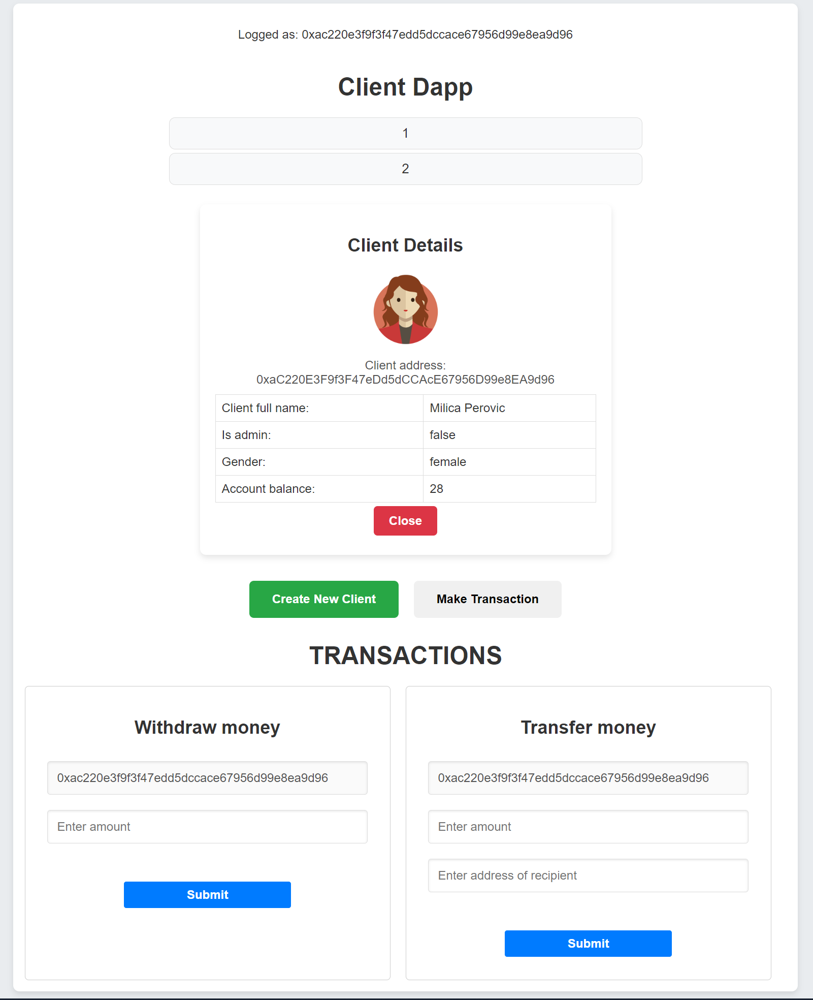 Logged as: 0xac220e3f9f3f47edd5dccace67956d99e8ea9d96
Client Dapp
1
2
Client Details
Client address:
0xaC220E3F9f3F47eDd5dCCAcE67956D99e8EA9d96
Client full name: Milica Perovic
Is admin: false
Gender: female
Account balance: 28
Close
Create New Client Make Transaction
TRANSACTIONS
Withdraw money
0xac220e3f9f3f47edd5dccace67956d99e8ea9d96
Enter amount
Submit
Transfer money
0xac220e3f9f3f47edd5dccace67956d99e8ea9d96
Enter amount
Enter address of recipient
Submit